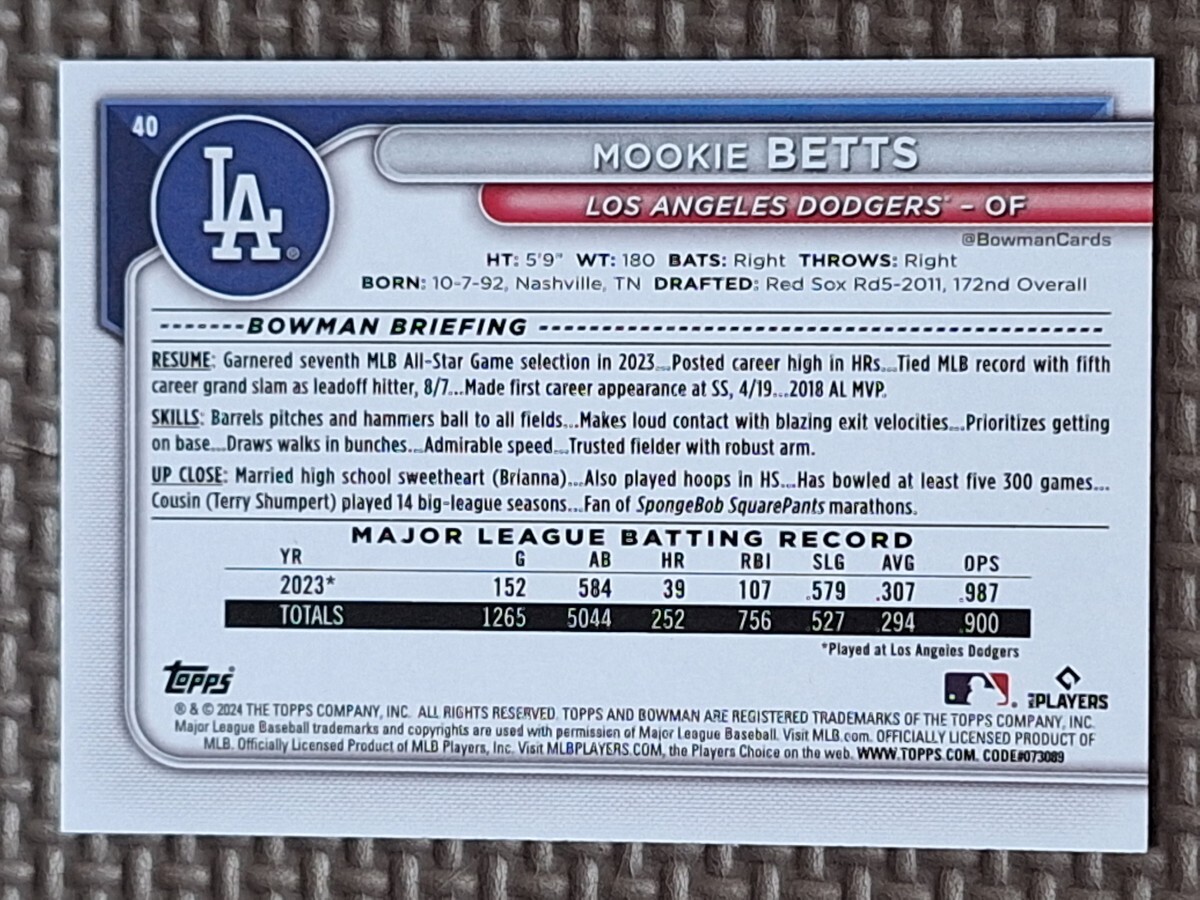 40
LA®
MOOKIE BETTS
LOS ANGELES DODGERS® – OF
@BowmanCards
HT: 5'9" WT: 180 BATS: Right THROWS: Right
BORN: 10-7-92, Nashville, TN DRAFTED: Red Sox Rd5-2011, 172nd Overall
-------BOWMAN BRIEFING ----------------------------------------------
RESUME: Garnered seventh MLB All-Star Game selection in 2023...Posted career high in HRs...Tied MLB record with fifth
career grand slam as leadoff hitter, 8/7...Made first career appearance at SS, 4/19...2018 AL MVP.
SKILLS: Barrels pitches and hammers ball to all fields...Makes loud contact with blazing exit velocities...Prioritizes getting
on base...Draws walks in bunches...Admirable speed...Trusted fielder with robust arm.
UP CLOSE: Married high school sweetheart (Brianna)...Also played hoops in HS...Has bowled at least five 300 games...
Cousin (Terry Shumpert) played 14 big-league seasons...Fan of SpongeBob SquarePants marathons.
MAJOR LEAGUE BATTING RECORD
YR G AB HR RBI SLG AVG OPS
2023* 152 584 39 107 .579 .307 .987
TOTALS 1265 5044 252 756 .527 .294 .900
*Played at Los Angeles Dodgers
Topps®
MLB PLAYERS
® & © 2024 THE TOPPS COMPANY, INC. ALL RIGHTS RESERVED. TOPPS AND BOWMAN ARE REGISTERED TRADEMARKS OF THE TOPPS COMPANY, INC.
Major League Baseball trademarks and copyrights are used with permission of Major League Baseball. Visit MLB.com. OFFICIALLY LICENSED PRODUCT OF
MLB. Officially Licensed Product of MLB Players, Inc. Visit MLBPLAYERS.COM, the Players Choice on the web. WWW.TOPPS.COM. CODE#073089